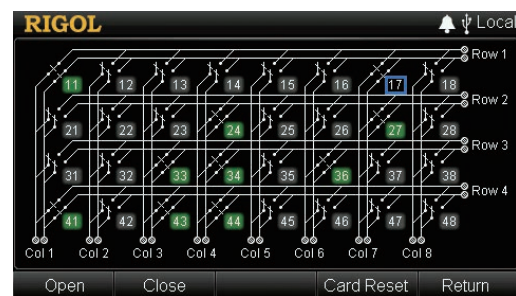 RIGOL Local
Row 1
11 12 13 14 15 16 17 18
Row 2
21 22 23 24 25 26 27 28
Row 3
31 32 33 34 35 36 37 38
Row 4
41 42 43 44 45 46 47 48
Col 1 Col 2 Col 3 Col 4 Col 5 Col 6 Col 7 Col 8
Open Close Card Reset Return